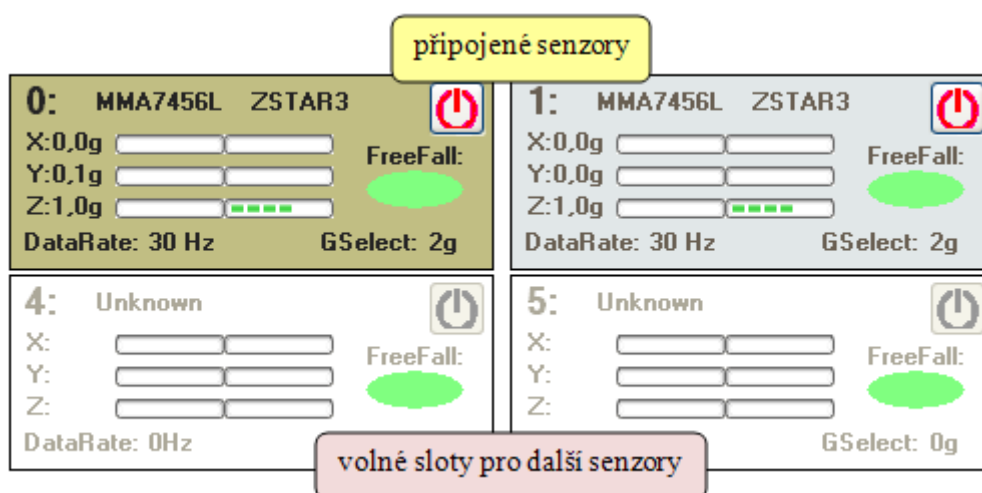 připojené senzory
0: MMA7456L ZSTAR3
X:0,0g
Y:0,1g
Z:1,0g
FreeFall:
DataRate: 30 Hz GSelect: 2g
1: MMA7456L ZSTAR3
X:0,0g
Y:0,0g
Z:1,0g
FreeFall:
DataRate: 30 Hz GSelect: 2g
4: Unknown
X:
Y:
Z:
FreeFall:
DataRate: 0Hz
5: Unknown
X:
Y:
Z:
FreeFall:
GSelect: 0g
volné sloty pro další senzory